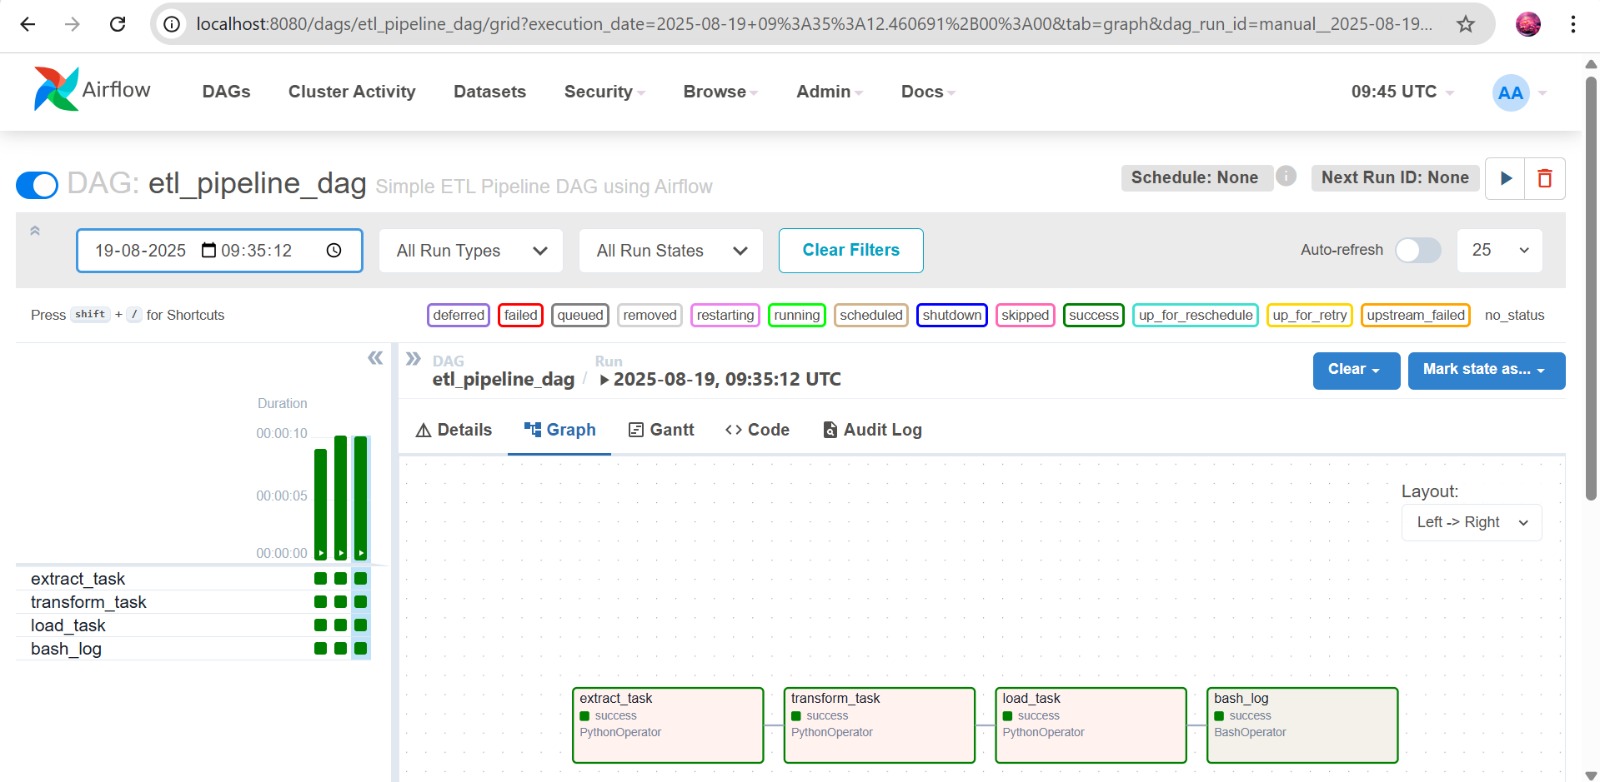 localhost:8080/dags/etl_pipeline_dag/grid?execution_date=2025-08-19+09%3A35%3A12.460691%2B00%3A00&tab=graph&dag_run_id=manual__2025-08-19...
Airflow DAGs Cluster Activity Datasets Security Browse Admin Docs 09:45 UTC AA
DAG: etl_pipeline_dag Simple ETL Pipeline DAG using Airflow Schedule: None i Next Run ID: None
19-08-2025 09:35:12 All Run Types All Run States Clear Filters Auto-refresh 25
Press shift + / for Shortcuts deferred failed queued removed restarting running scheduled shutdown skipped success up_for_reschedule up_for_retry upstream_failed no_status
DAG Run
etl_pipeline_dag / 2025-08-19, 09:35:12 UTC Clear Mark state as...
Details Graph Gantt Code Audit Log
Duration
00:00:10
00:00:05
00:00:00
extract_task
transform_task
load_task
bash_log
Layout:
Left -> Right
extract_task
success
PythonOperator
transform_task
success
PythonOperator
load_task
success
PythonOperator
bash_log
success
BashOperator